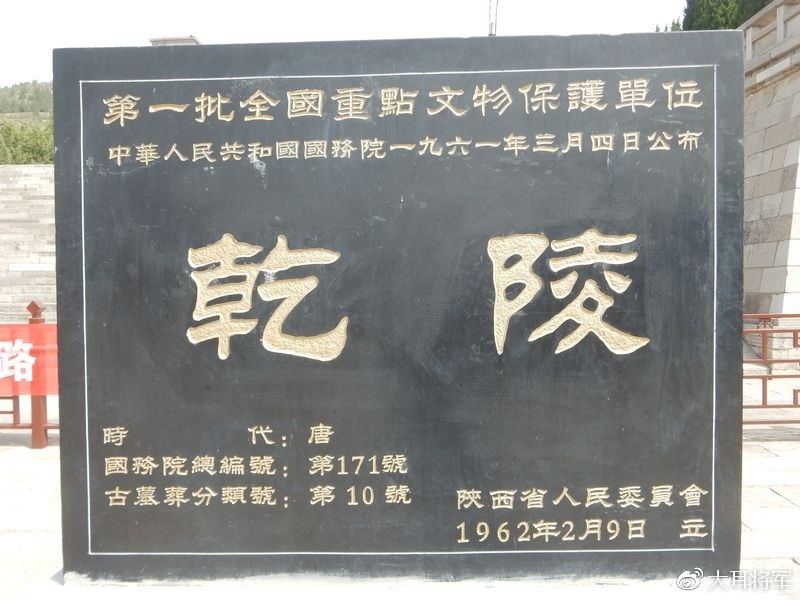 第一批全國重點文物保護單位
中華人民共和國國務院一九六一年三月四日公布
乾陵
時代：唐
國務院總編號：第171號
古墓葬分類號：第10號
陝西省人民委員會
1962年2月9日 立
路
大耳将军